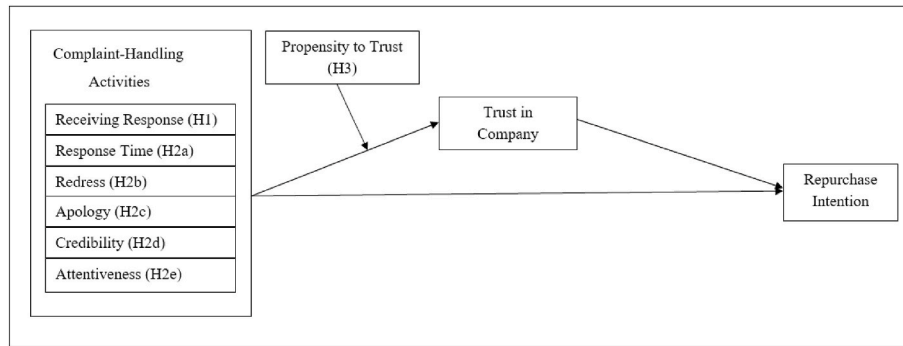 Complaint-Handling
Activities
Receiving Response (H1)
Response Time (H2a)
Redress (H2b)
Apology (H2c)
Credibility (H2d)
Attentiveness (H2e)
Propensity to Trust
(H3)
Trust in
Company
Repurchase
Intention